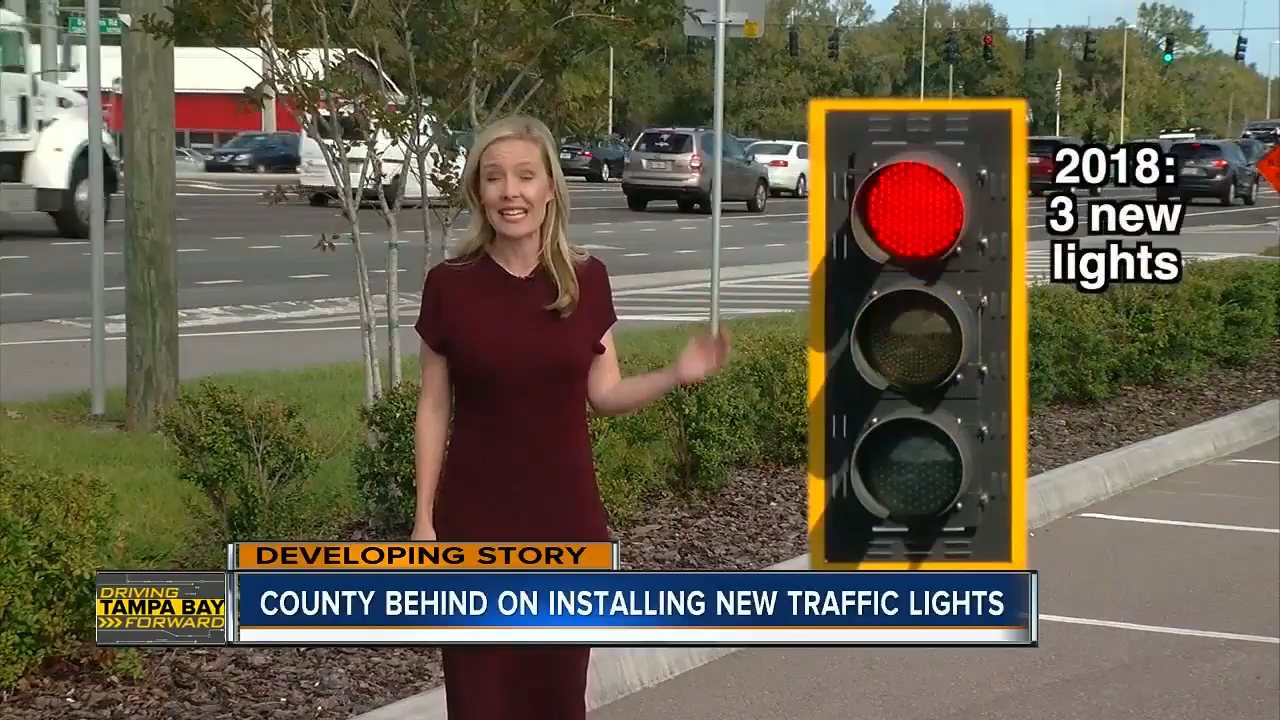 2018:
3 new
lights
DEVELOPING STORY
COUNTY BEHIND ON INSTALLING NEW TRAFFIC LIGHTS
DRIVING
TAMPA BAY
FORWARD